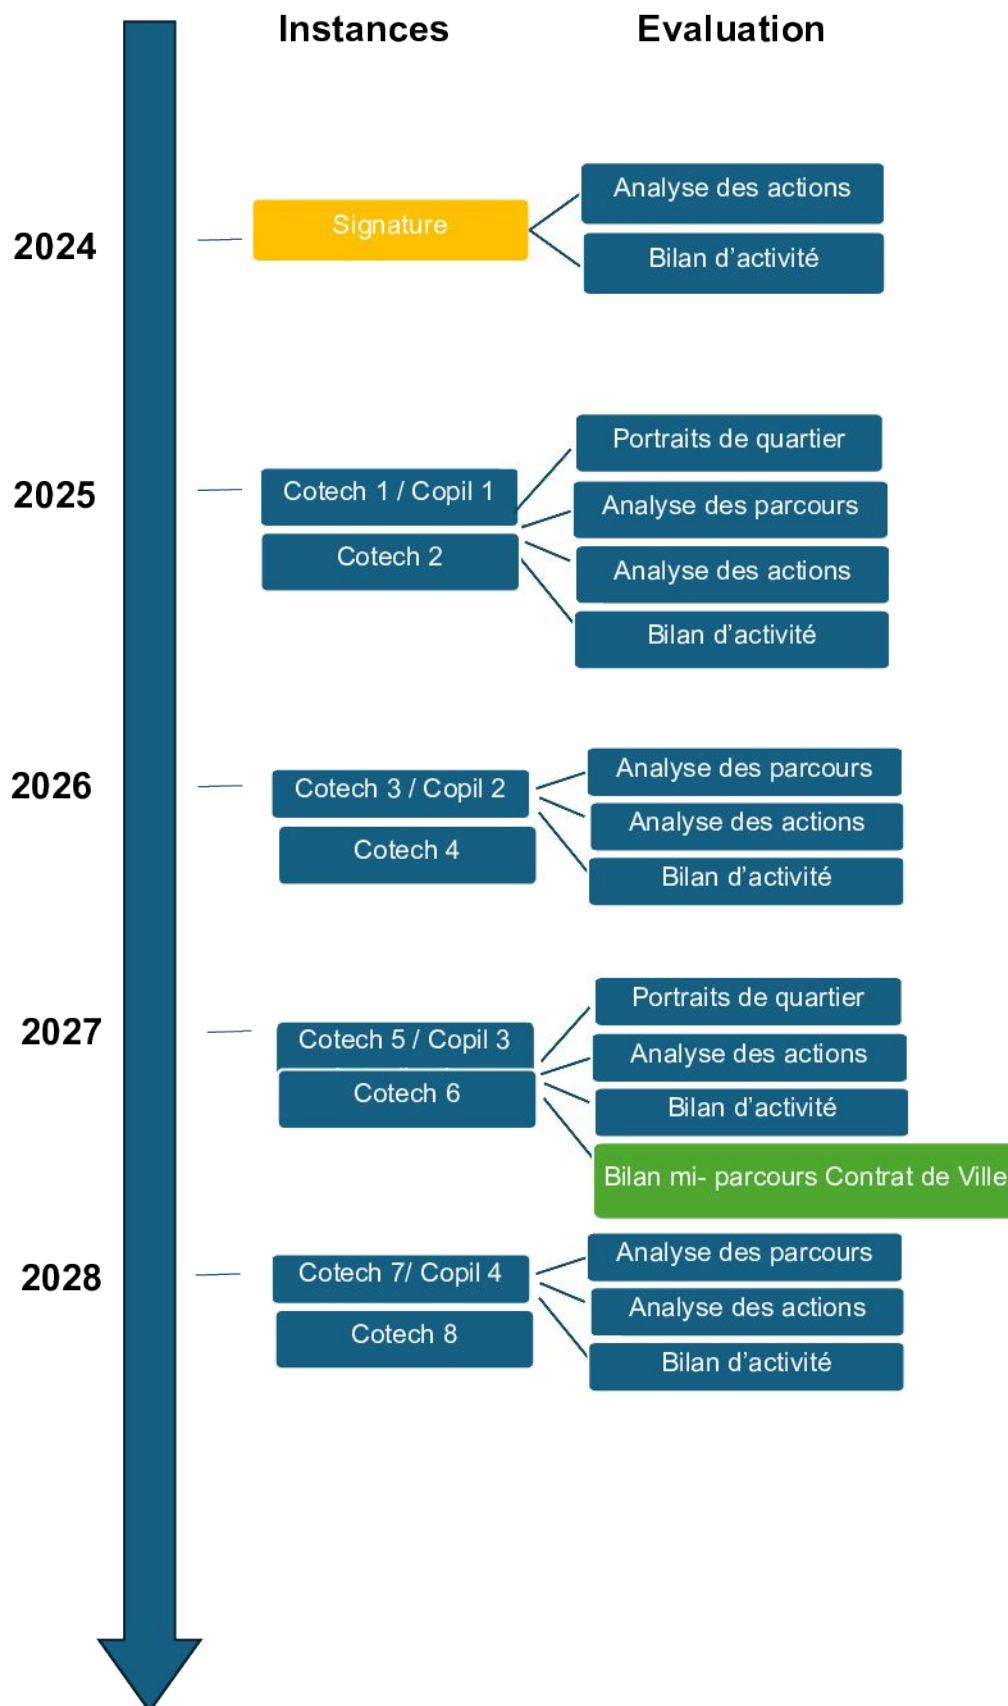 Instances
Evaluation
2024
Signature
Analyse des actions
Bilan d’activité
2025
Cotech 1 / Copil 1
Cotech 2
Portraits de quartier
Analyse des parcours
Analyse des actions
Bilan d’activité
2026
Cotech 3 / Copil 2
Cotech 4
Analyse des parcours
Analyse des actions
Bilan d’activité
2027
Cotech 5 / Copil 3
Cotech 6
Portraits de quartier
Analyse des actions
Bilan d’activité
Bilan mi- parcours Contrat de Ville
2028
Cotech 7/ Copil 4
Cotech 8
Analyse des parcours
Analyse des actions
Bilan d’activité